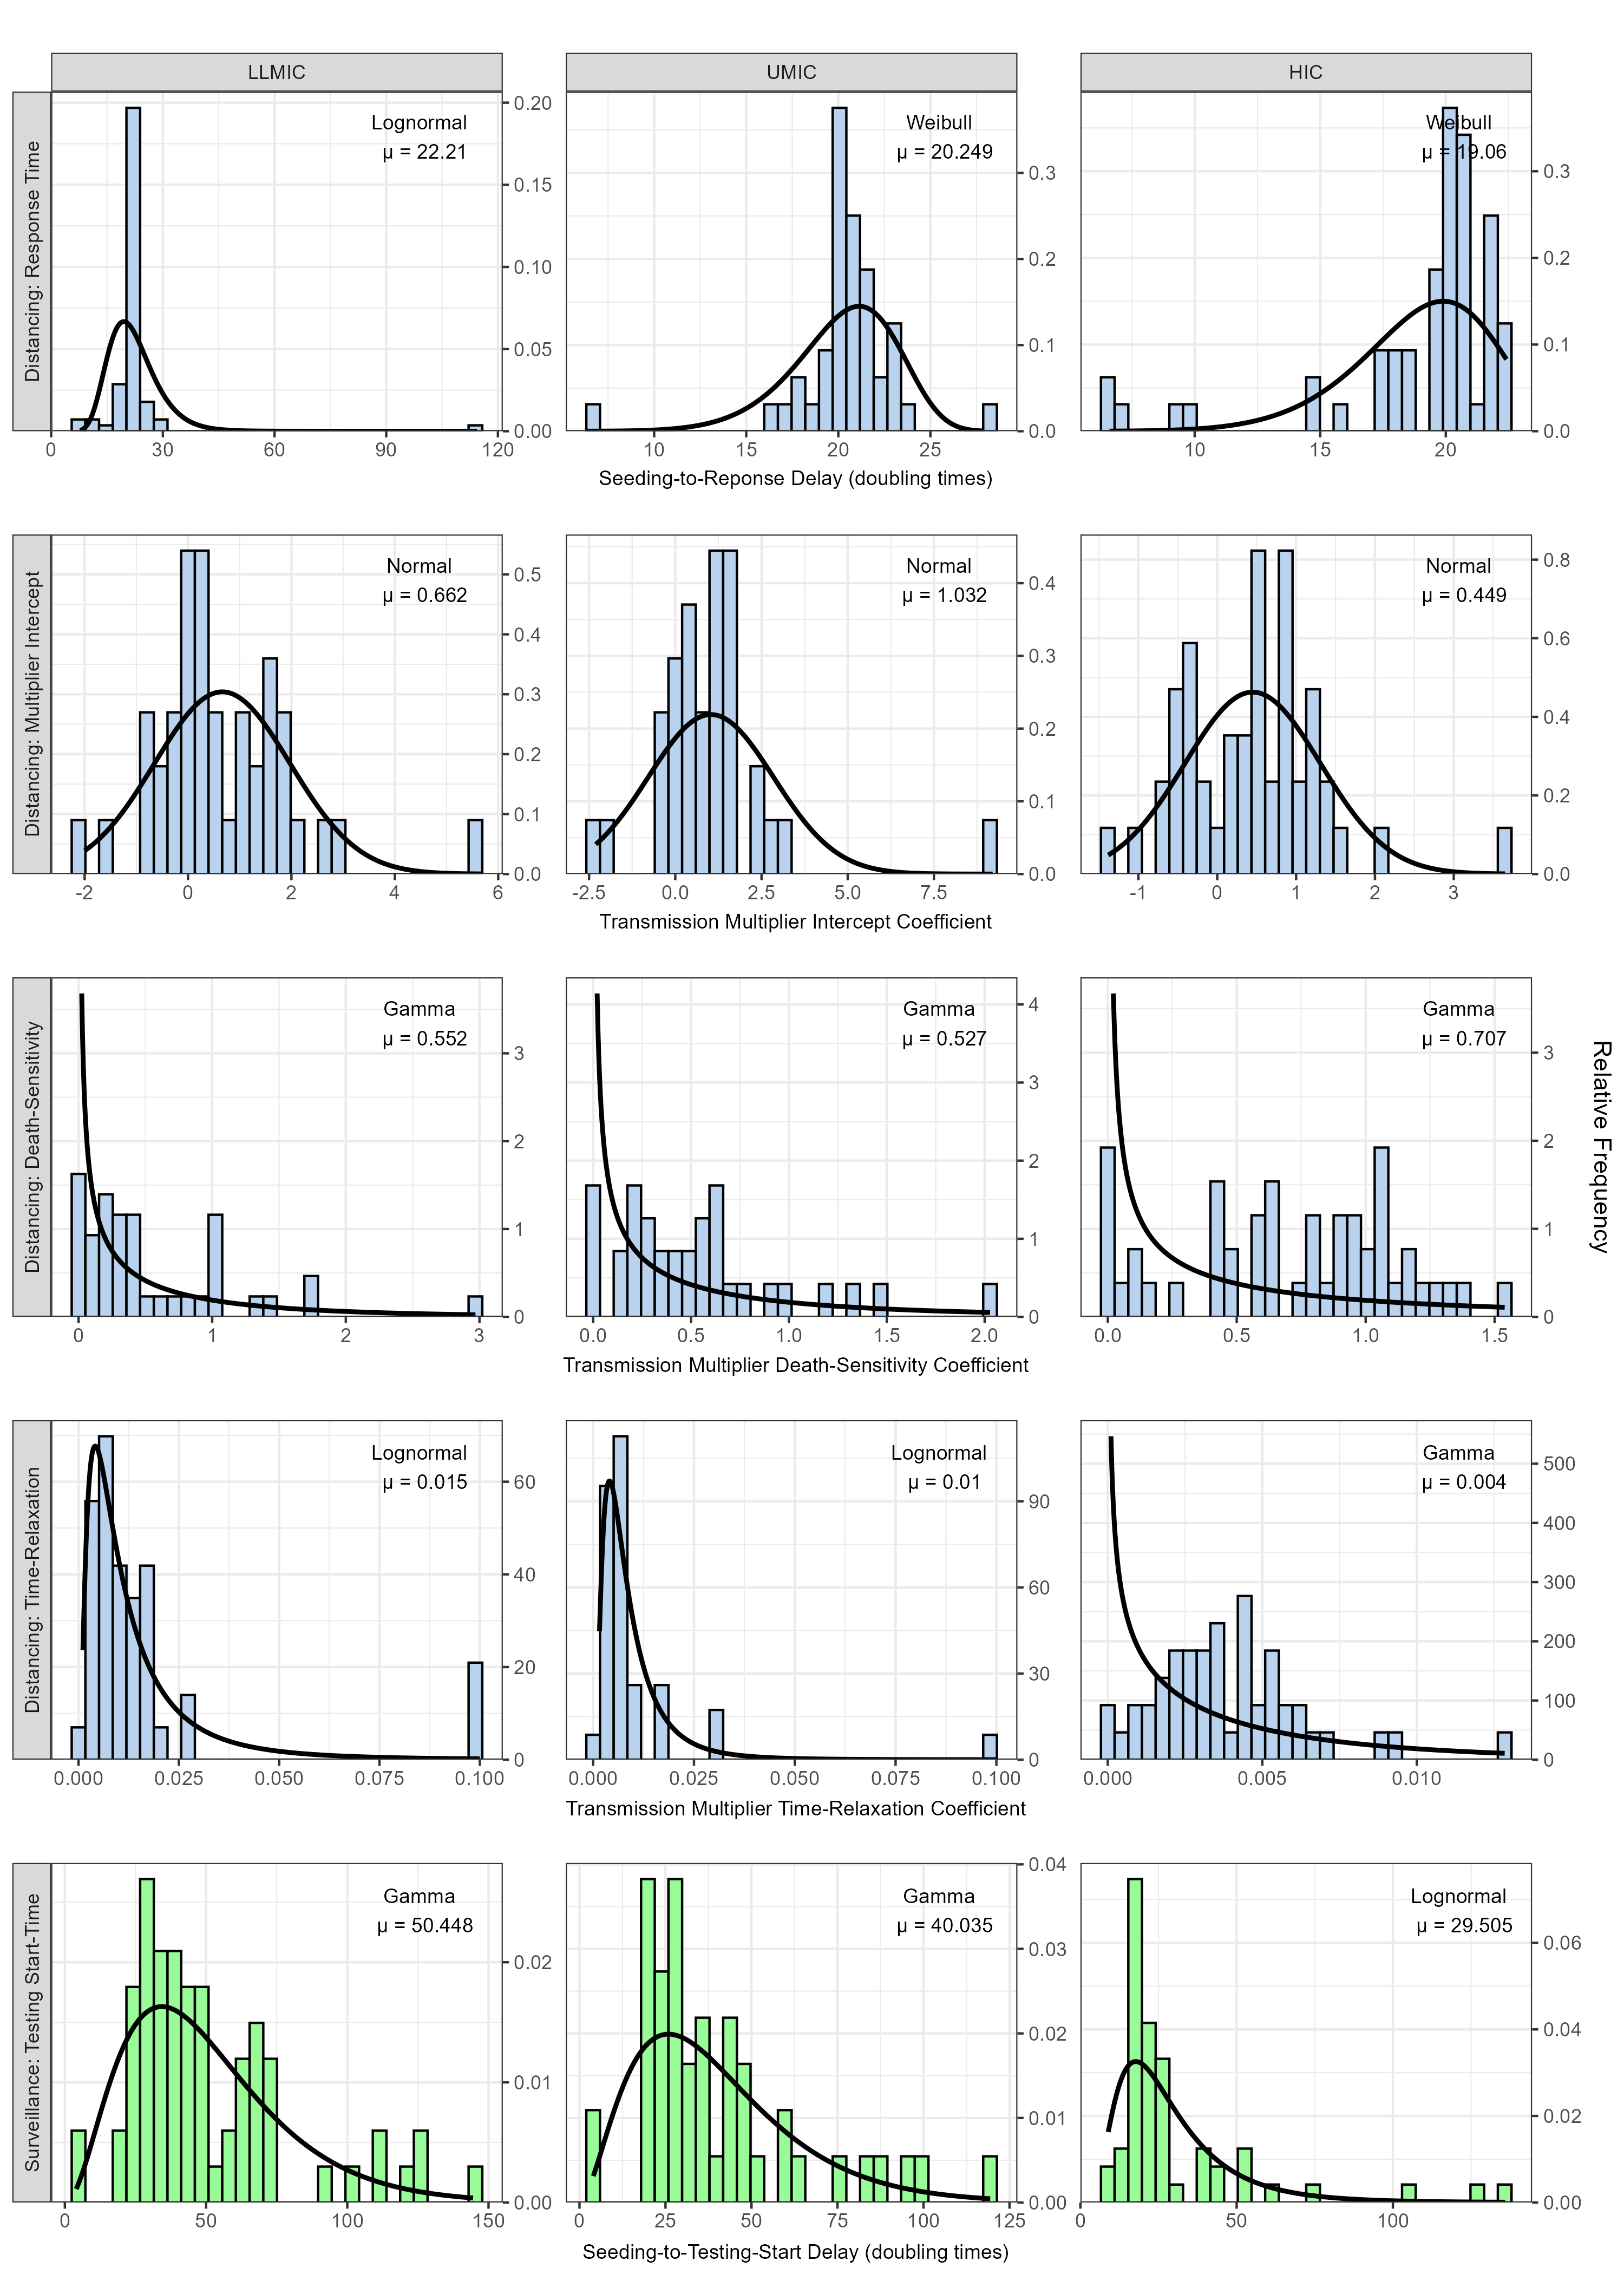 LLMIC UMIC HIC
Distancing: Response Time
Lognormal
μ = 22.21
0.20
0.15
0.10
0.05
0.00
0 30 60 90 120
Weibull
μ = 20.249
0.3
0.2
0.1
0.0
10 15 20 25
Weibull
μ = 19.06
0.3
0.2
0.1
0.0
10 15 20
Seeding-to-Reponse Delay (doubling times)
Distancing: Multiplier Intercept
Normal
μ = 0.662
0.5
0.4
0.3
0.2
0.1
0.0
-2 0 2 4 6
Normal
μ = 1.032
0.4
0.3
0.2
0.1
0.0
-2.5 0.0 2.5 5.0 7.5
Normal
μ = 0.449
0.8
0.6
0.4
0.2
0.0
-1 0 1 2 3
Transmission Multiplier Intercept Coefficient
Distancing: Death-Sensitivity
Gamma
μ = 0.552
3
2
1
0
0 1 2 3
Gamma
μ = 0.527
4
3
2
1
0
0.0 0.5 1.0 1.5 2.0
Gamma
μ = 0.707
3
2
1
0
0.0 0.5 1.0 1.5
Transmission Multiplier Death-Sensitivity Coefficient
Relative Frequency
Distancing: Time-Relaxation
Lognormal
μ = 0.015
60
40
20
0
0.000 0.025 0.050 0.075 0.100
Lognormal
μ = 0.01
90
60
30
0
0.000 0.025 0.050 0.075 0.100
Gamma
μ = 0.004
500
400
300
200
100
0
0.000 0.005 0.010
Transmission Multiplier Time-Relaxation Coefficient
Surveillance: Testing Start-Time
Gamma
μ = 50.448
0.02
0.01
0.00
0 50 100 150
Gamma
μ = 40.035
0.04
0.03
0.02
0.01
0.00
0 25 50 75 100 125
Lognormal
μ = 29.505
0.06
0.04
0.02
0.00
0 50 100
Seeding-to-Testing-Start Delay (doubling times)